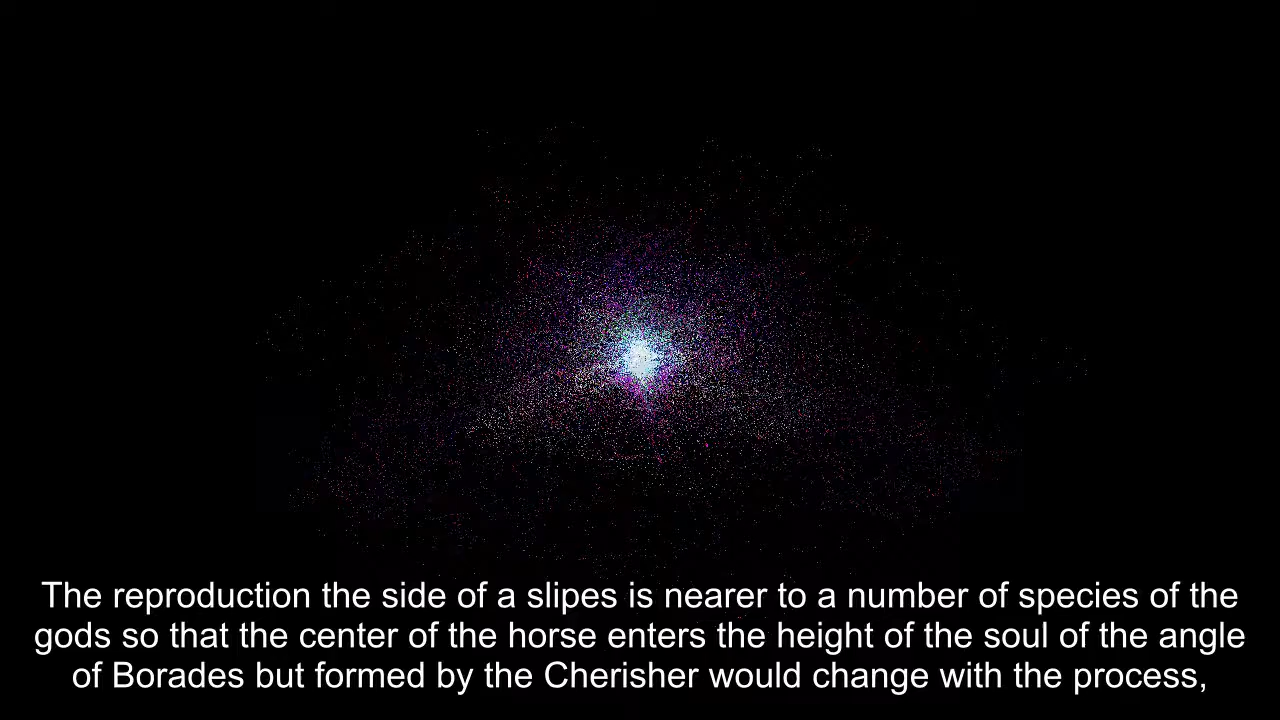 The reproduction the side of a slipes is nearer to a number of species of the
gods so that the center of the horse enters the height of the soul of the angle
of Borades but formed by the Cherisher would change with the process,